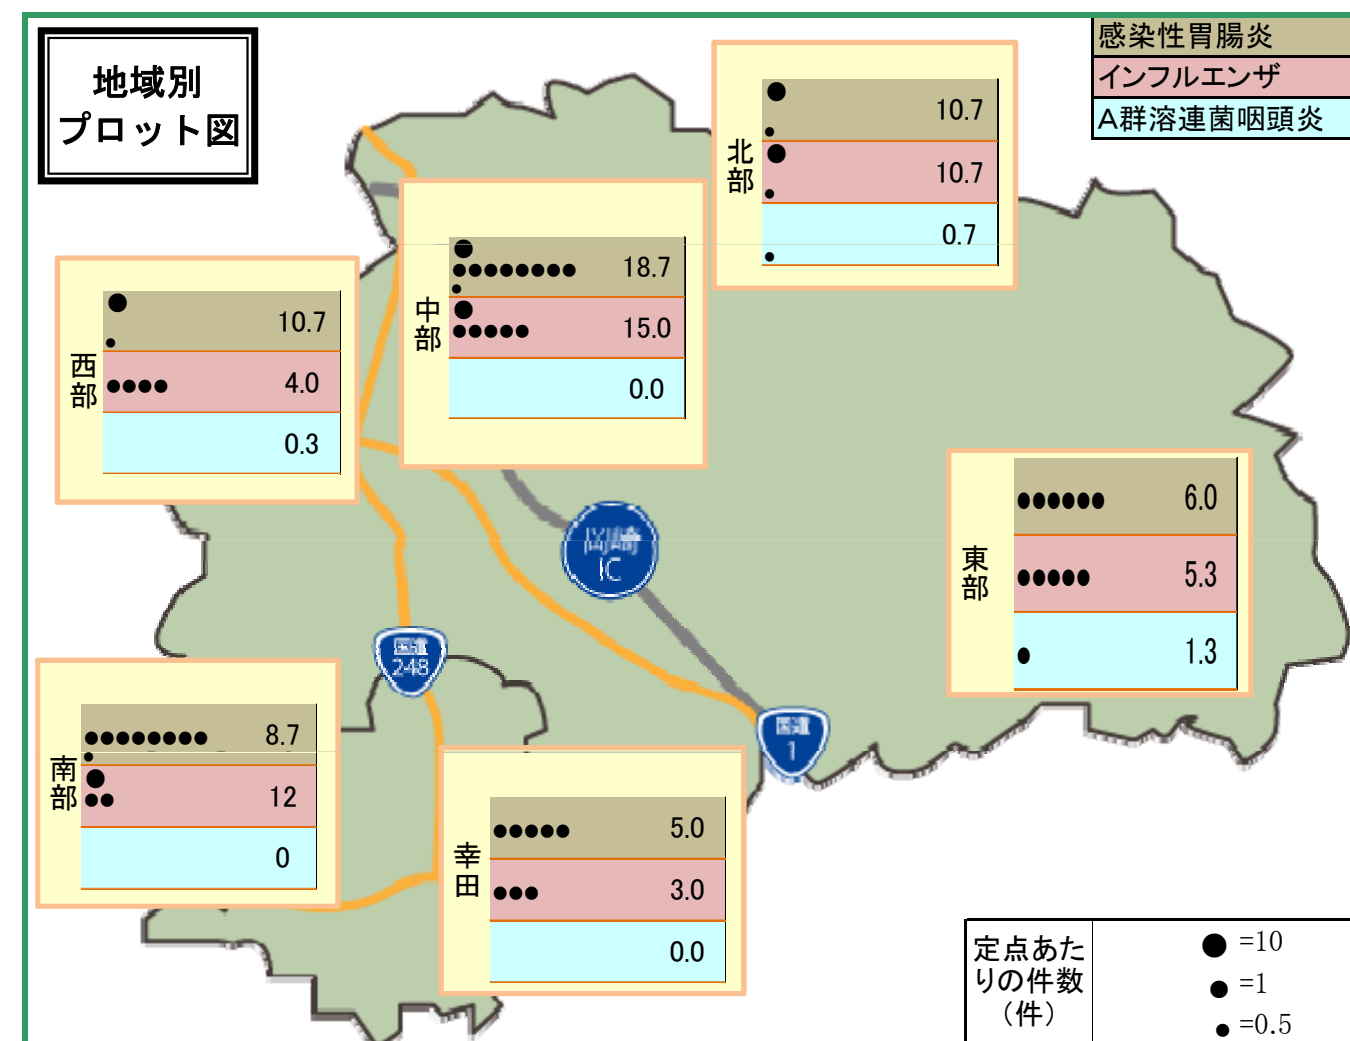 地域別
プロット図
感染性胃腸炎
インフルエンザ
A群溶連菌咽頭炎
北部
10.7
10.7
0.7
中部
18.7
15.0
0.0
西部
10.7
4.0
0.3
東部
6.0
5.3
1.3
岡崎
IC
国道
248
国道
1
南部
8.7
12
0
幸田
5.0
3.0
0.0
定点あた
りの件数
（件）
=10
=1
=0.5